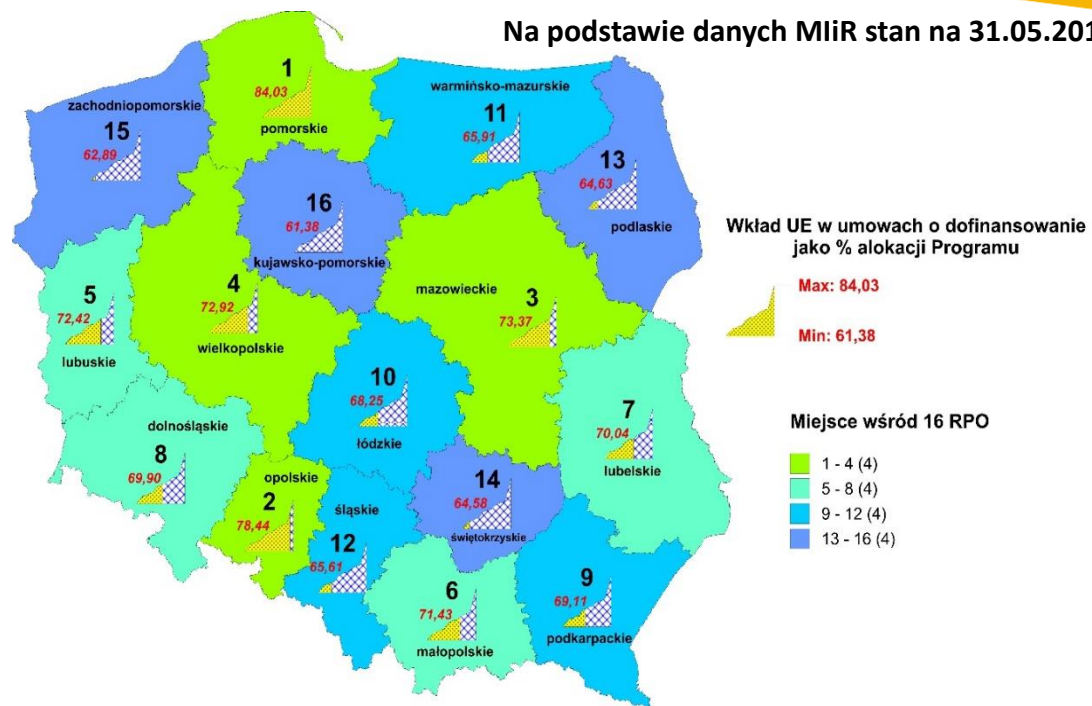 Na podstawie danych MIiR stan na 31.05.201
1
84,03
pomorskie
zachodniopomorskie
15
62,89
warmińsko-mazurskie
11
65,91
13
64,63
podlaskie
16
61,38
kujawsko-pomorskie
Wkład UE w umowach o dofinansowanie
jako % alokacji Programu
Max: 84,03
Min: 61,38
5
72,42
lubuskie
4
72,92
wielkopolskie
mazowieckie
3
73,37
10
68,25
łódzkie
7
70,04
lubelskie
Miejsce wśród 16 RPO
1 - 4 (4)
5 - 8 (4)
9 - 12 (4)
13 - 16 (4)
dolnośląskie
8
69,90
opolskie
2
78,44
śląskie
12
65,61
14
64,58
świętokrzyskie
6
71,43
małopolskie
9
69,11
podkarpackie